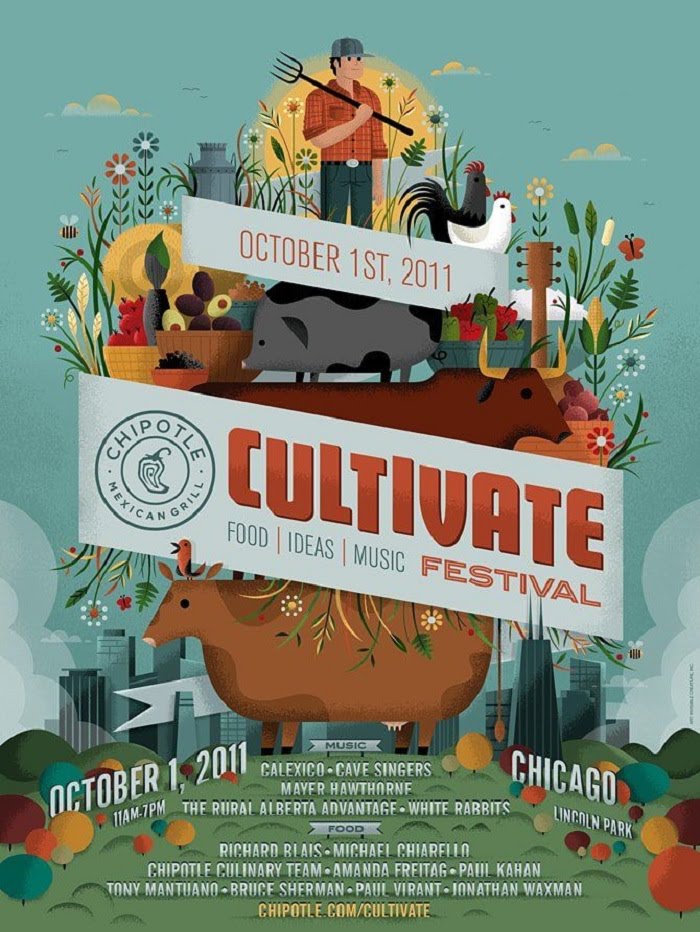 OCTOBER 1ST, 2011
CHIPOTLE
MEXICAN GRILL
CULTIVATE
FOOD | IDEAS | MUSIC
FESTIVAL
OCTOBER 1, 2011
11AM-7PM
CHICAGO
LINCOLN PARK
MUSIC
CALEXICO • CAVE SINGERS
MAYER HAWTHORNE
THE RURAL ALBERTA ADVANTAGE • WHITE RABBITS
FOOD
RICHARD BLAIS • MICHAEL CHIARELLO
CHIPOTLE CULINARY TEAM • AMANDA FREITAG • PAUL KAHAN
TONY MANTUANO • BRUCE SHERMAN • PAUL VIRANT • JONATHAN WAXMAN
CHIPOTLE.COM/CULTIVATE